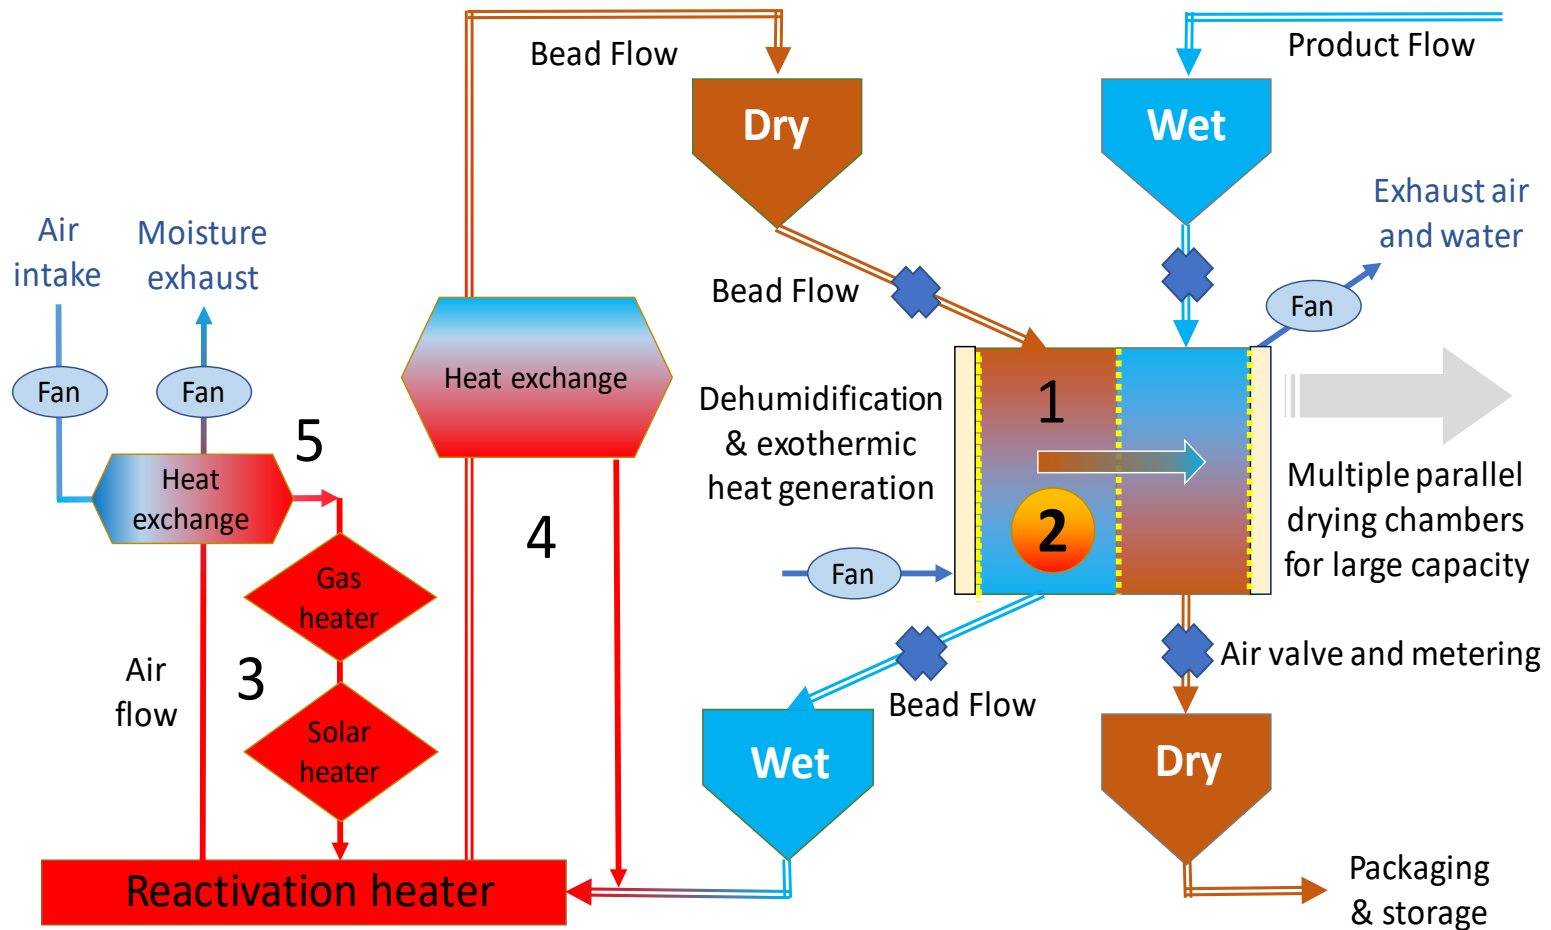 Bead Flow
Product Flow
Dry
Wet
Exhaust air
and water
Air
intake
Moisture
exhaust
Bead Flow
Fan
Fan
Fan
Heat exchange
1
Dehumidification
& exothermic
heat generation
5
Heat
exchange
Multiple parallel
drying chambers
for large capacity
4
2
Fan
Gas
heater
Air
flow
3
Air valve and metering
Bead Flow
Solar
heater
Wet
Dry
Reactivation heater
Packaging
& storage